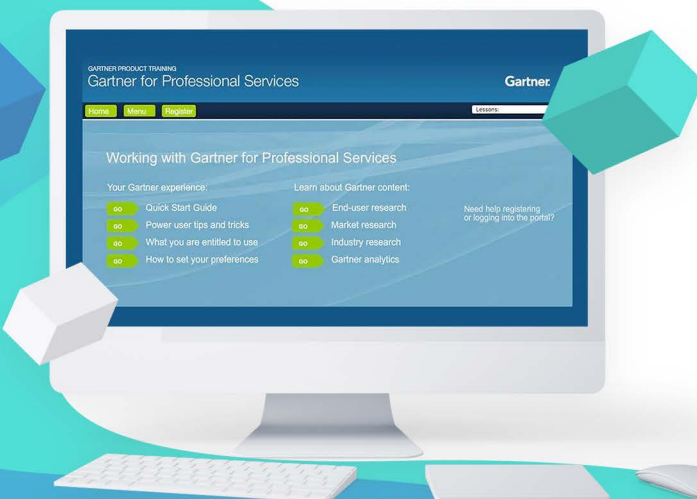 GARTNER PRODUCT TRAINING
Gartner for Professional Services
Gartner.
Home Menu Register
Lessons:
Working with Gartner for Professional Services
Your Gartner experience:
GO Quick Start Guide
GO Power user tips and tricks
GO What you are entitled to use
GO How to set your preferences
Learn about Gartner content:
GO End-user research
GO Market research
GO Industry research
GO Gartner analytics
Need help registering
or logging into the portal?